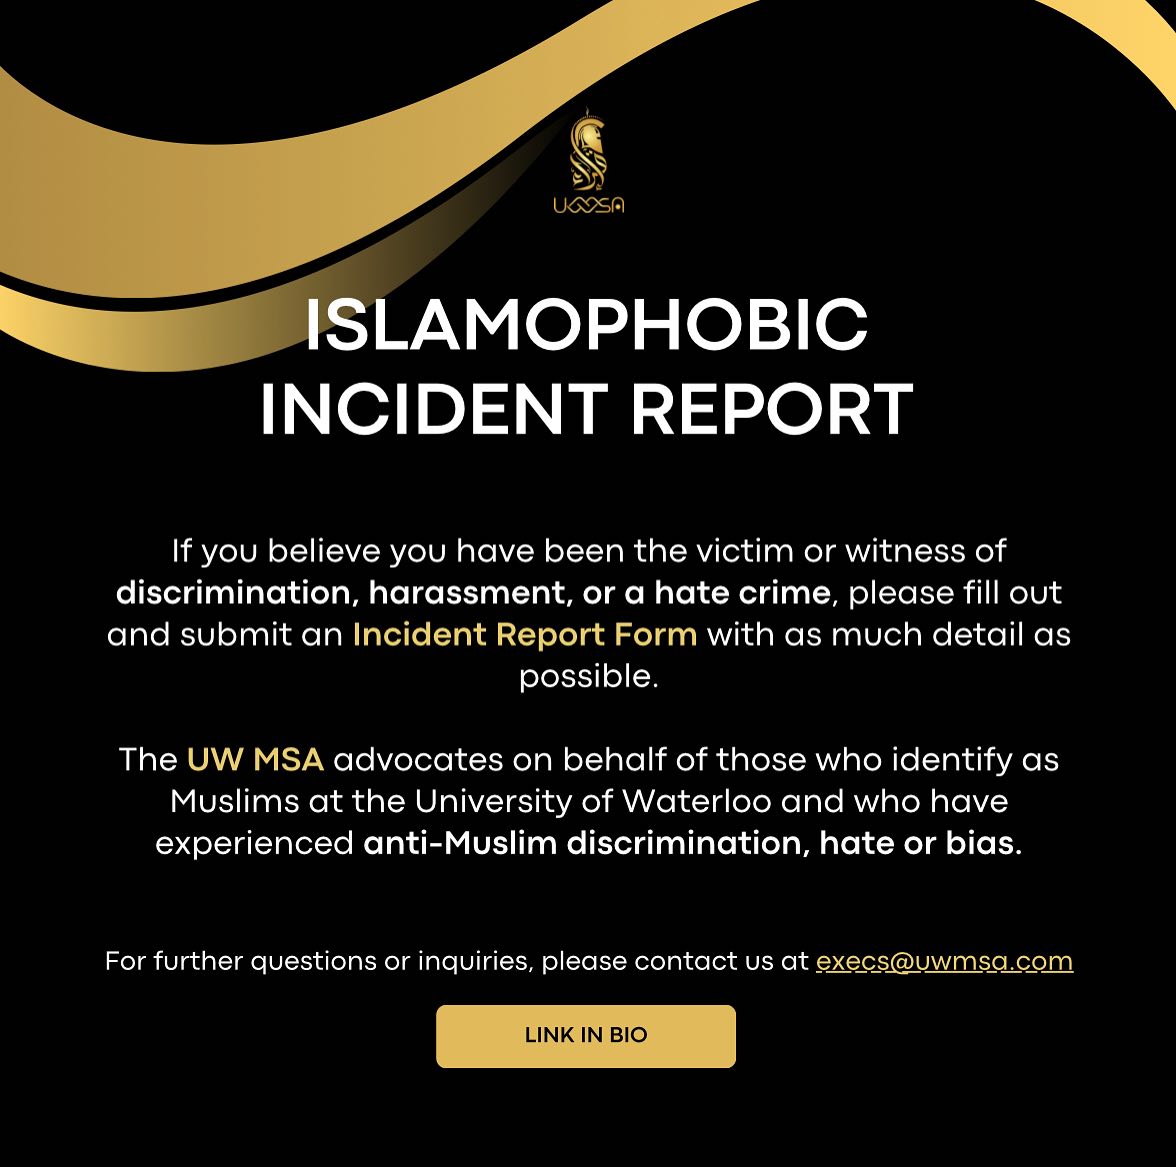 UWMSA
ISLAMOPHOBIC
INCIDENT REPORT
If you believe you have been the victim or witness of
discrimination, harassment, or a hate crime, please fill out
and submit an Incident Report Form with as much detail as
possible.
The UW MSA advocates on behalf of those who identify as
Muslims at the University of Waterloo and who have
experienced anti-Muslim discrimination, hate or bias.
For further questions or inquiries, please contact us at execs@uwmsa.com
LINK IN BIO